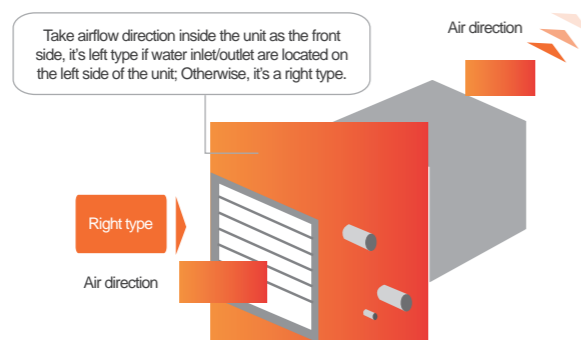 Take airflow direction inside the unit as the front
side, it's left type if water inlet/outlet are located on
the left side of the unit; Otherwise, it's a right type.
Air direction
Right type
Air direction